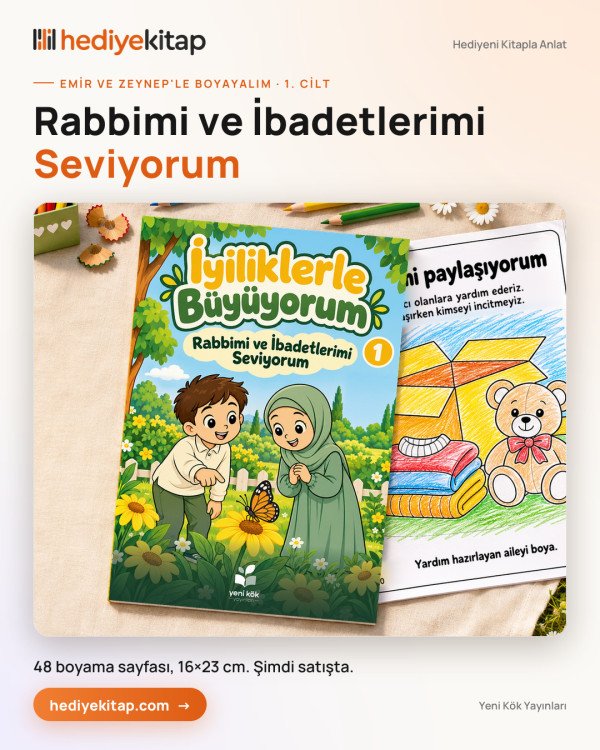 hediyekitap
Hediyeni Kitapla Anlat
EMİR VE ZEYNEP'LE BOYAYALIM · 1. CİLT
Rabbimi ve İbadetlerimi
Seviyorum
İyiliklerle
Büyüyorum
Rabbimi ve İbadetlerimi
Seviyorum
1
yeni kök
yayınları
paylaşıyorum
olanlara yardım ederiz.
kimseyi incitmeyiz.
Yardım hazırlayan aileyi boya.
48 boyama sayfası, 16×23 cm. Şimdi satışta.
hediyekitap.com →
Yeni Kök Yayınları